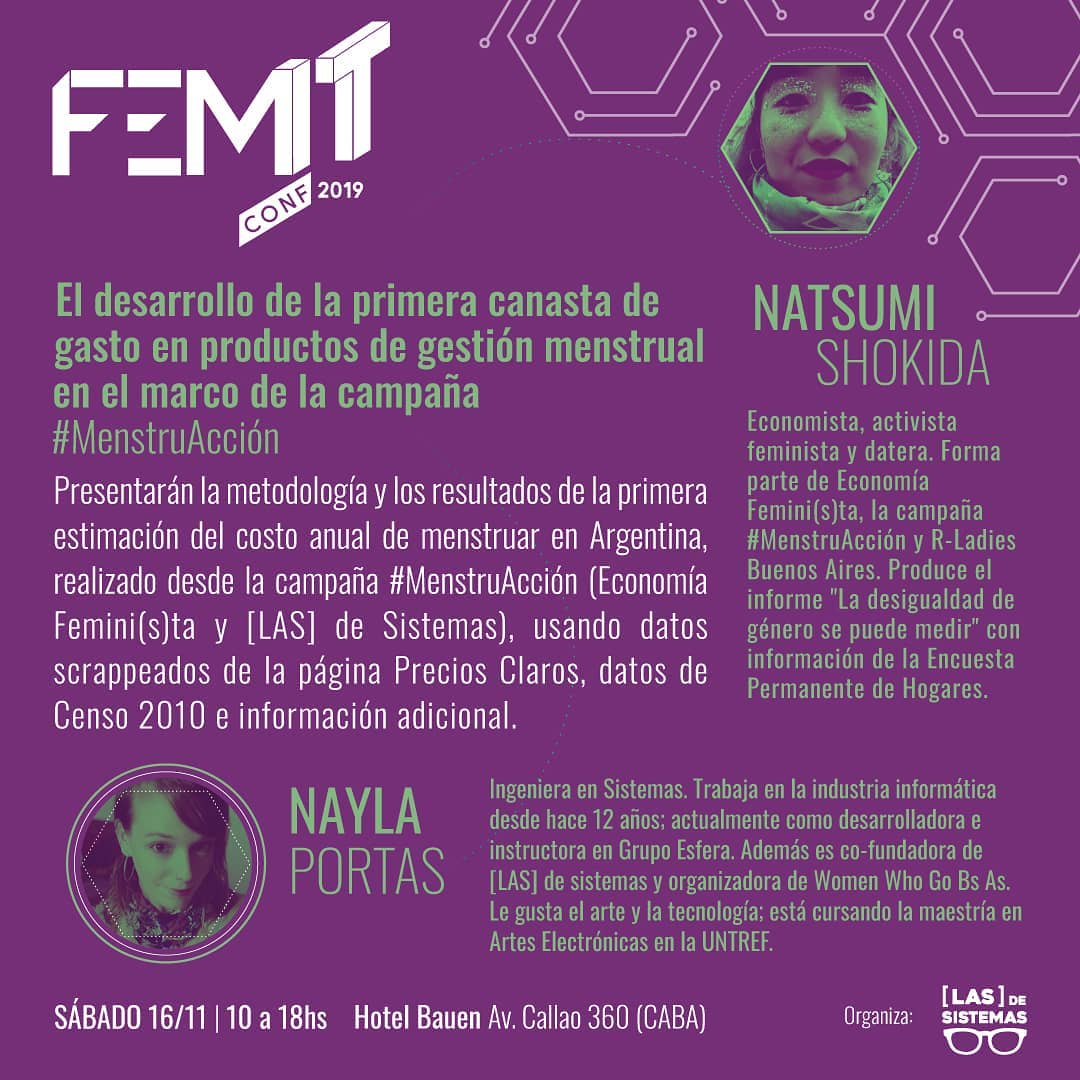 FEMIT
CONF 2019
El desarrollo de la primera canasta de
gasto en productos de gestión menstrual
en el marco de la campaña
#MenstruAcción
Presentarán la metodología y los resultados de la primera
estimación del costo anual de menstruar en Argentina,
realizado desde la campaña #MenstruAcción (Economía
Femini(s)ta y [LAS] de Sistemas), usando datos
scrappeados de la página Precios Claros, datos de
Censo 2010 e información adicional.
NATSUMI
SHOKIDA
Economista, activista
feminista y datera. Forma
parte de Economía
Femini(s)ta, la campaña
#MenstruAcción y R-Ladies
Buenos Aires. Produce el
informe "La desigualdad de
género se puede medir" con
información de la Encuesta
Permanente de Hogares.
NAYLA
PORTAS
Ingeniera en Sistemas. Trabaja en la industria informática
desde hace 12 años; actualmente como desarrolladora e
instructora en Grupo Esfera. Además es co-fundadora de
[LAS] de sistemas y organizadora de Women Who Go Bs As.
Le gusta el arte y la tecnología; está cursando la maestría en
Artes Electrónicas en la UNTREF.
SÁBADO 16/11 | 10 a 18hs Hotel Bauen Av. Callao 360 (CABA)
Organiza:
[LAS] DE
SISTEMAS